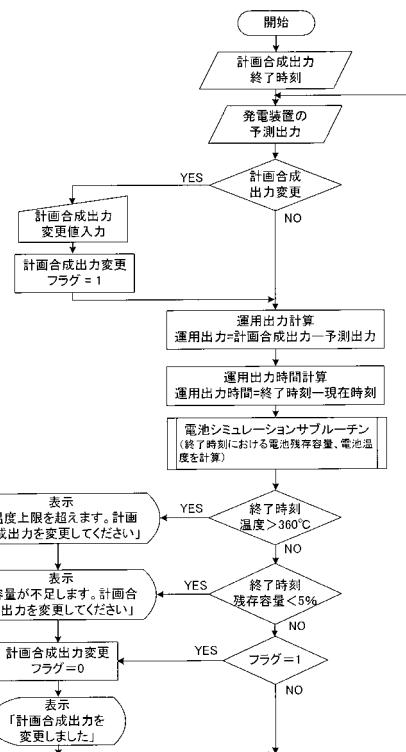 開始
計画合成出力
終了時刻
発電装置の
予測出力
計画合成
出力変更
YES
NO
計画合成出力
変更値入力
計画合成出力変更
フラグ = 1
運用出力計算
運用出力=計画合成出力—予測出力
運用出力時間計算
運用出力時間=終了時刻—現在時刻
電池シミュレーションサブルーチン
(終了時刻における電池残存容量、電池温
度を計算)
終了時刻
温度>360℃
YES
NO
表示
温度上限を超えます。計画
成出力を変更してください」
終了時刻
残存容量<5%
YES
NO
表示
容量が不足します。計画合
出力を変更してください」
フラグ=1
YES
NO
計画合成出力変更
フラグ=0
表示
「計画合成出力を
変更しました」